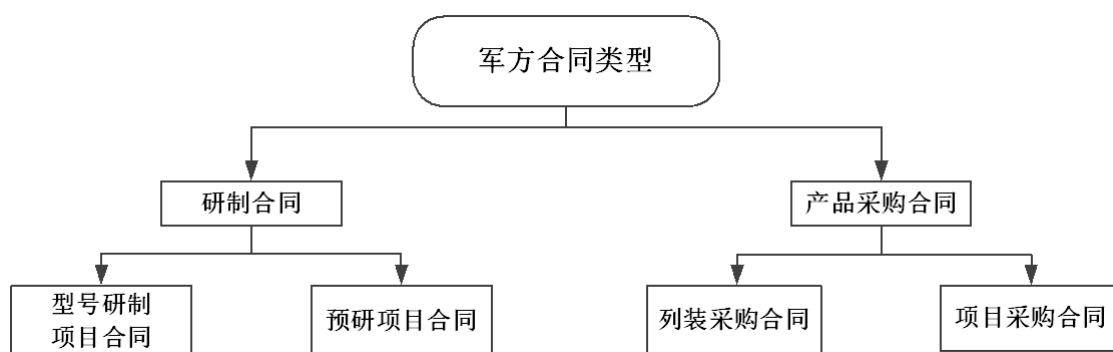 军方合同类型
研制合同
产品采购合同
型号研制
项目合同
预研项目合同
列装采购合同
项目采购合同